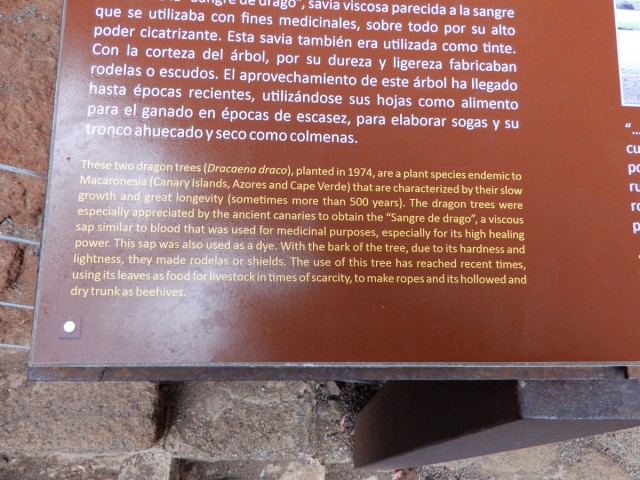 "Sangre de drago", savia viscosa parecida a la sangre
que se utilizaba con fines medicinales, sobre todo por su alto
poder cicatrizante. Esta savia también era utilizada como tinte.
Con la corteza del árbol, por su dureza y ligereza fabricaban
rodelas o escudos. El aprovechamiento de este árbol ha llegado
hasta épocas recientes, utilizándose sus hojas como alimento
para el ganado en épocas de escasez, para elaborar sogas y su
tronco ahuecado y seco como colmenas.
These two dragon trees (Dracaena draco), planted in 1974, are a plant species endemic to
Macaronesia (Canary Islands, Azores and Cape Verde) that are characterized by their slow
growth and great longevity (sometimes more than 500 years). The dragon trees were
especially appreciated by the ancient canaries to obtain the "Sangre de drago", a viscous
sap similar to blood that was used for medicinal purposes, especially for its high healing
power. This sap was also used as a dye. With the bark of the tree, due to its hardness and
lightness, they made rodelas or shields. The use of this tree has reached recent times,
using its leaves as food for livestock in times of scarcity, to make ropes and its hollowed and
dry trunk as beehives.